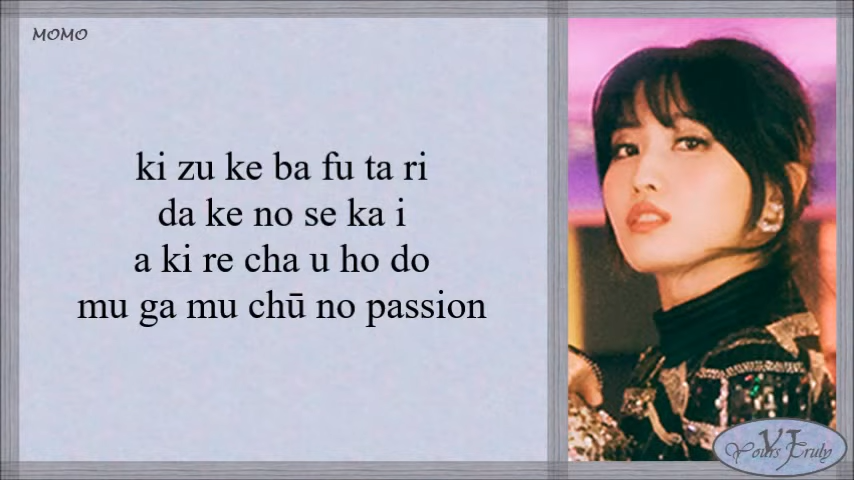 MOMO
ki zu ke ba fu ta ri
da ke no se ka i
a ki re cha u ho do
mu ga mu chū no passion
YJ
Yours Truly